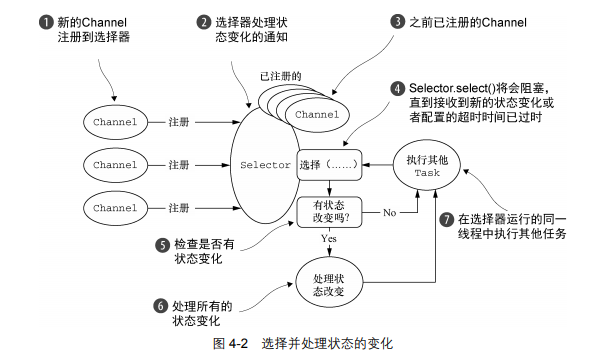 1 新的Channel
注册到选择器
2 选择器处理状
态变化的通知
3 之前已注册的Channel
已注册的
Channel
4 Selector.select()将会阻塞，
直到接收到新的状态变化或
者配置的超时时间已过时
Channel 注册
Channel 注册
Channel 注册
Selector
选择（……）
执行其他
Task
有状态
改变吗？
No
Yes
5 检查是否有
状态变化
7 在选择器运行的同一
线程中执行其他任务
处理状
态改变
6 处理所有的
状态变化
图 4-2 选择并处理状态的变化